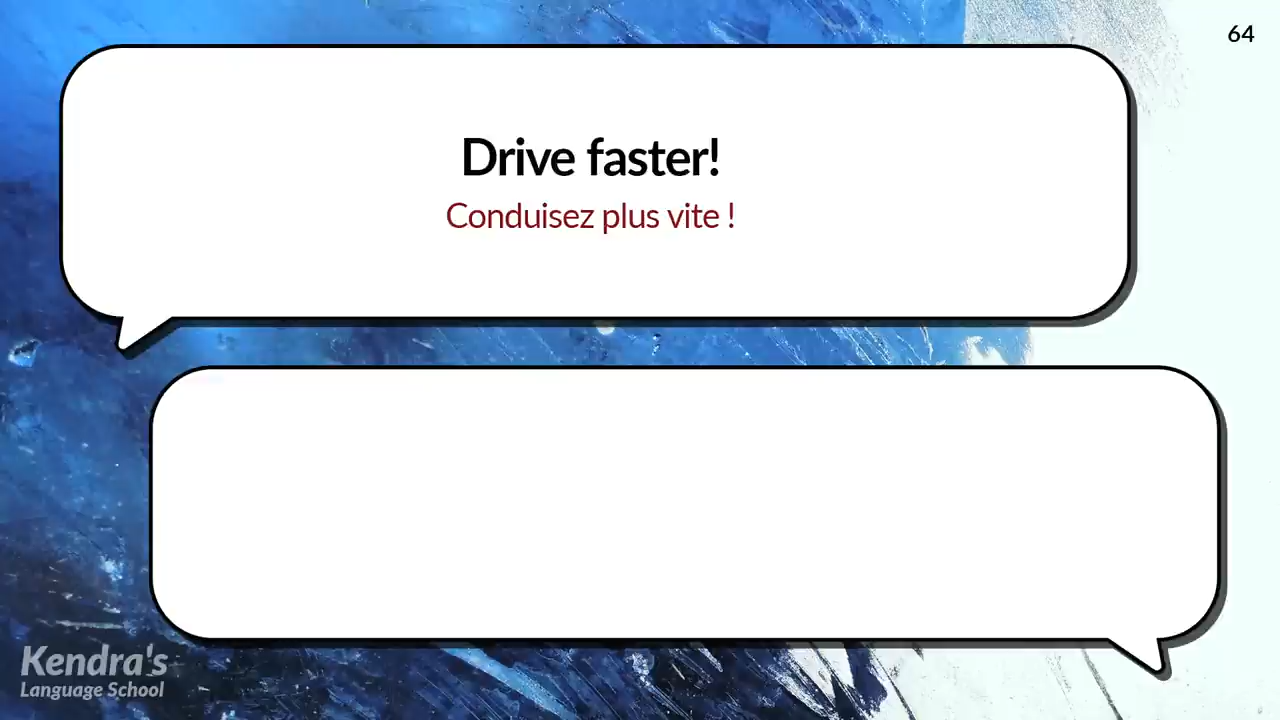 64
Drive faster!
Conduisez plus vite !
Kendra's
Language School